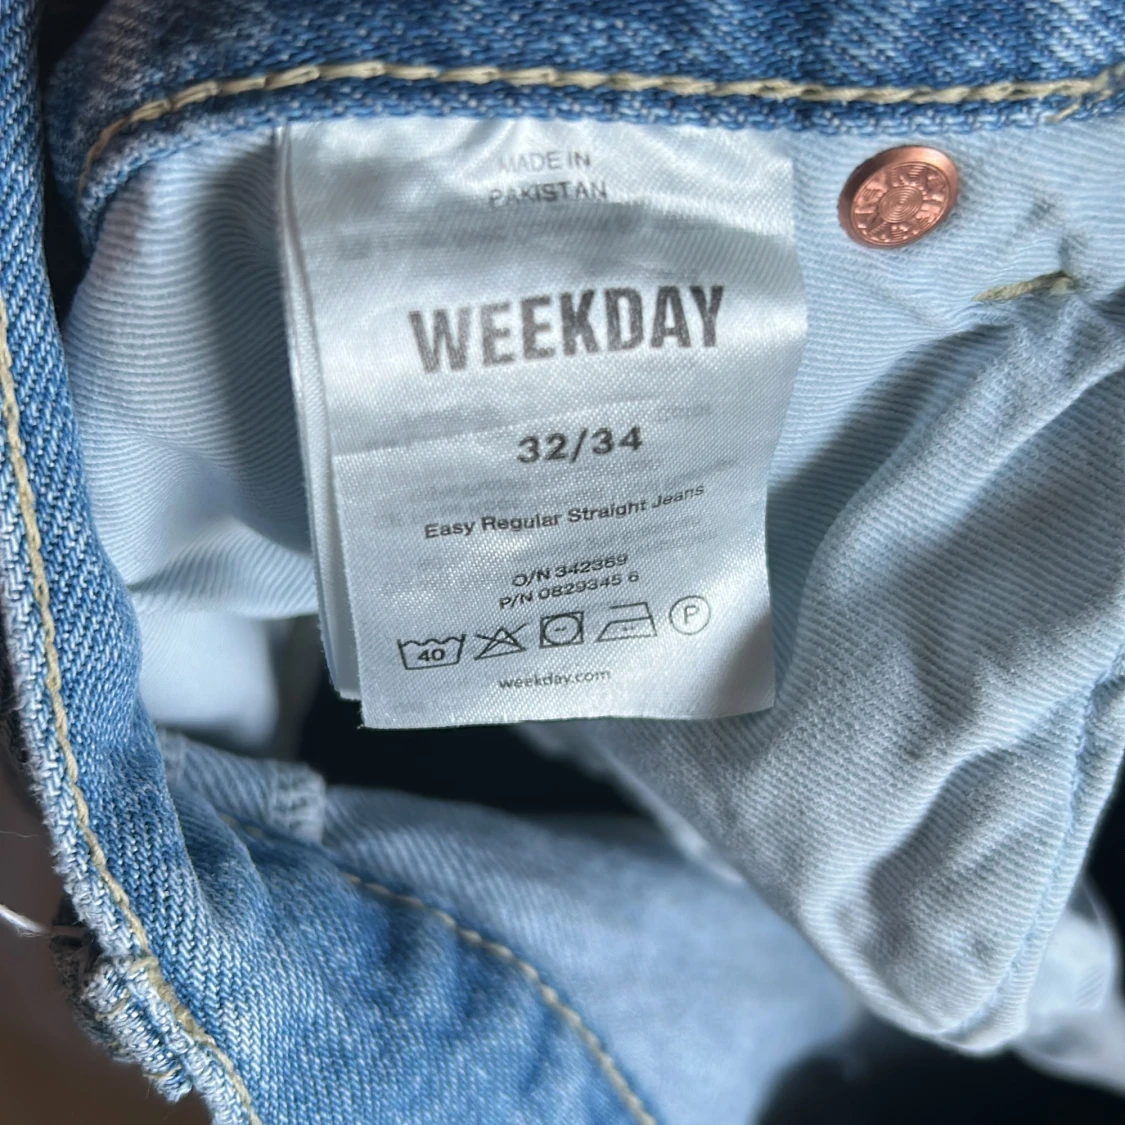 MADE IN
PAKISTAN
WEEKDAY
32/34
Easy Regular Straight Jeans
O/N 342389
P/N 0829345 6
40
P
weekday.com